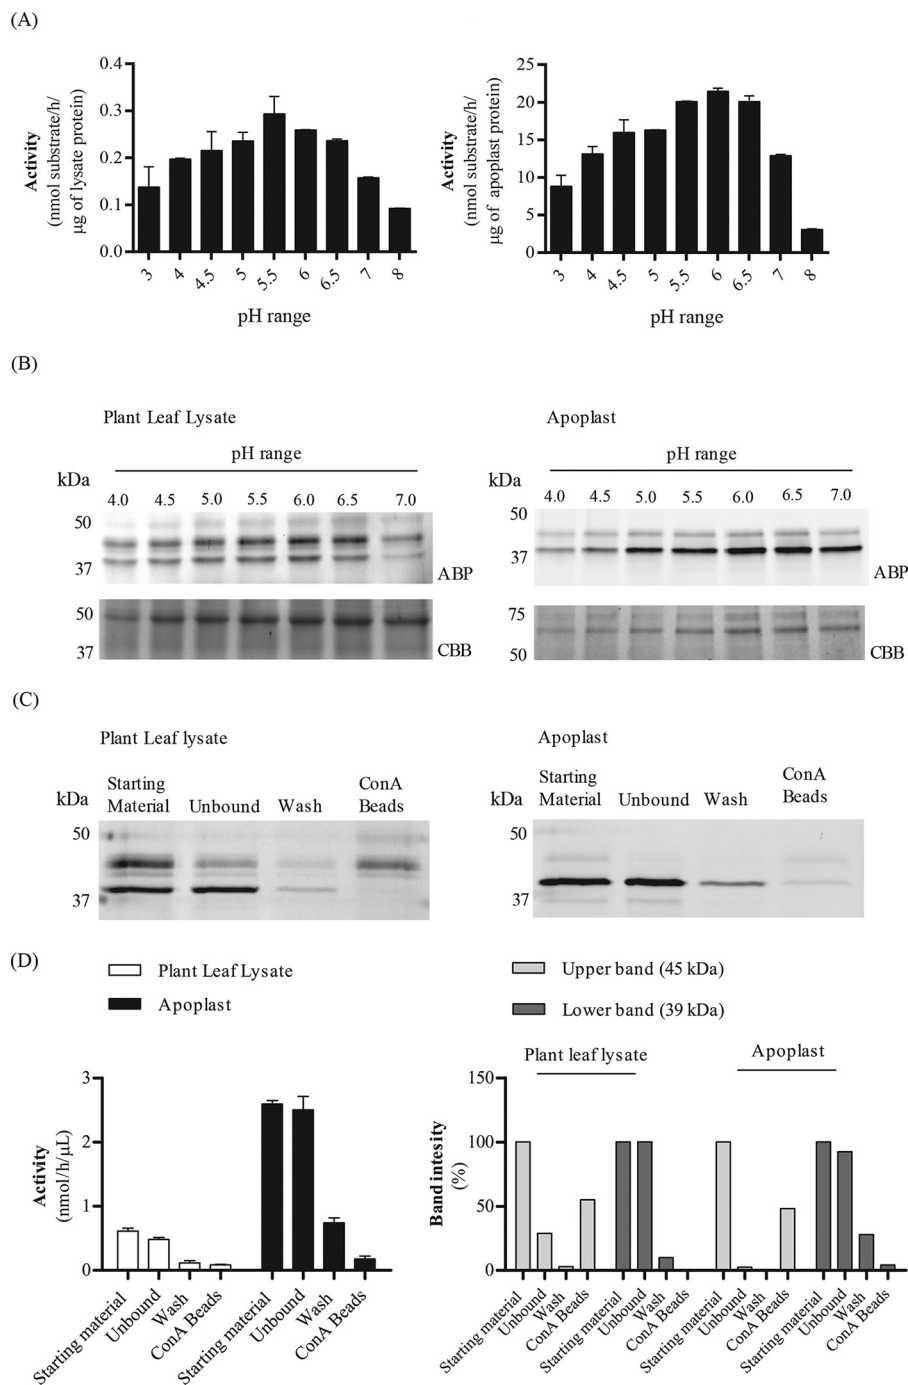 (A)
0.4
0.3
0.2
0.1
0.0
Activity
(nmol substrate/h/
µg of lysate protein)
3 4 4.5 5 5.5 6 6.5 7 8
pH range
25
20
15
10
5
0
Activity
(nmol substrate/h/
µg of apoplast protein)
3 4 4.5 5 5.5 6 6.5 7 8
pH range
(B)
Plant Leaf Lysate
pH range
kDa
4.0 4.5 5.0 5.5 6.0 6.5 7.0
50
37
ABP
50
37
CBB
Apoplast
pH range
kDa
4.0 4.5 5.0 5.5 6.0 6.5 7.0
50
37
ABP
75
50
CBB
(C)
Plant Leaf lysate
kDa
Starting
Material
Unbound
Wash
ConA
Beads
50
37
Apoplast
kDa
Starting
Material
Unbound
Wash
ConA
Beads
50
37
(D)
Plant Leaf Lysate
Apoplast
3
2
1
0
Activity
(nmol/h/µL)
Starting material
Unbound
Wash
ConA Beads
Starting material
Unbound
Wash
ConA Beads
Upper band (45 kDa)
Lower band (39 kDa)
Plant leaf lysate
Apoplast
150
100
50
0
Band intesity
(%)
Starting material
Unbound
Wash
ConA Beads
Starting material
Unbound
Wash
ConA Beads
Starting material
Unbound
Wash
ConA Beads
Starting material
Unbound
Wash
ConA Beads